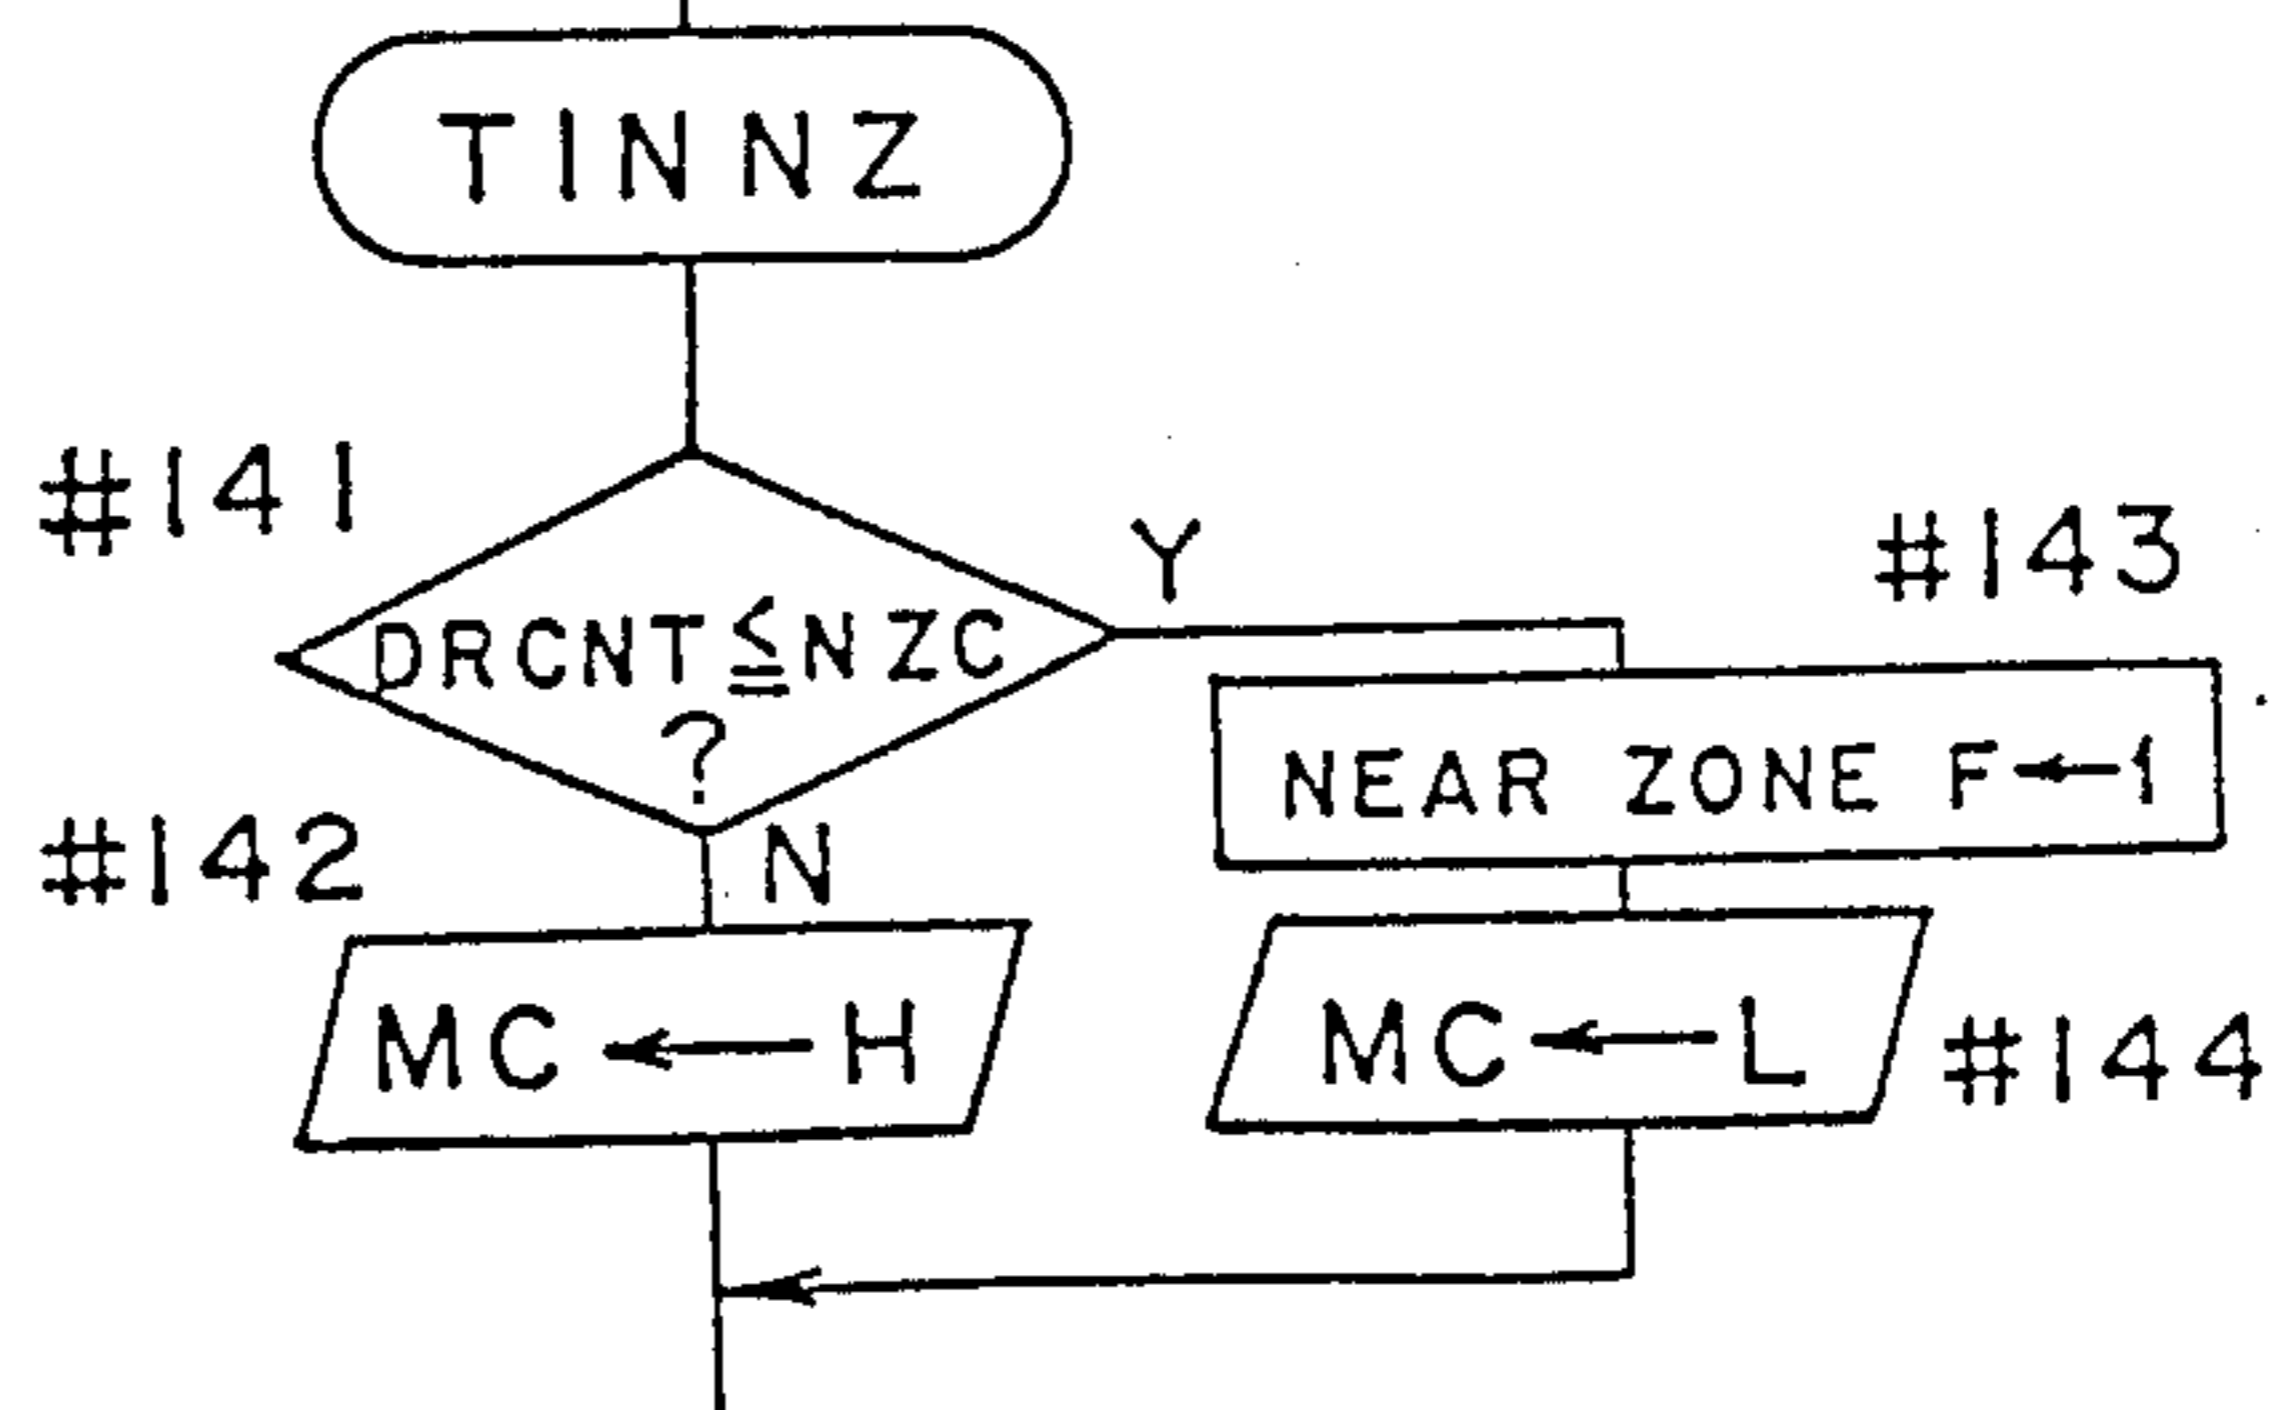 TINNZ
#141
DRCNT≦NZC
?
Y
#143
NEAR ZONE F←1
#142
N
MC←H
MC←L
#144